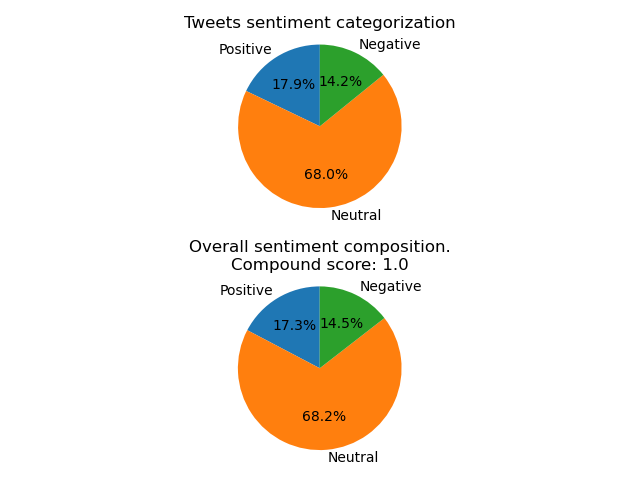 Tweets sentiment categorization
Positive
Negative
17.9%
14.2%
68.0%
Neutral
Overall sentiment composition.
Compound score: 1.0
Positive
Negative
17.3%
14.5%
68.2%
Neutral